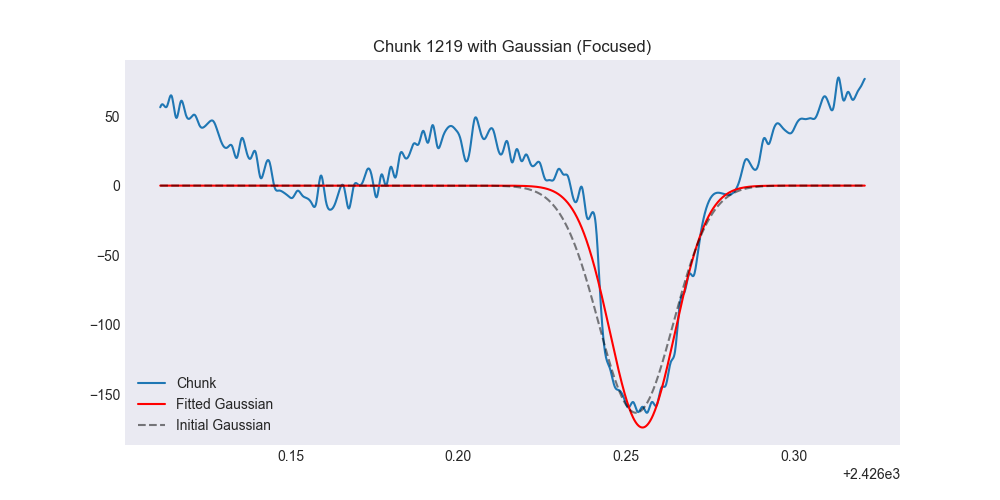 Chunk 1219 with Gaussian (Focused)
50
0
−50
−100
−150
Chunk
Fitted Gaussian
Initial Gaussian
0.15 0.20 0.25 0.30
+2.426e3